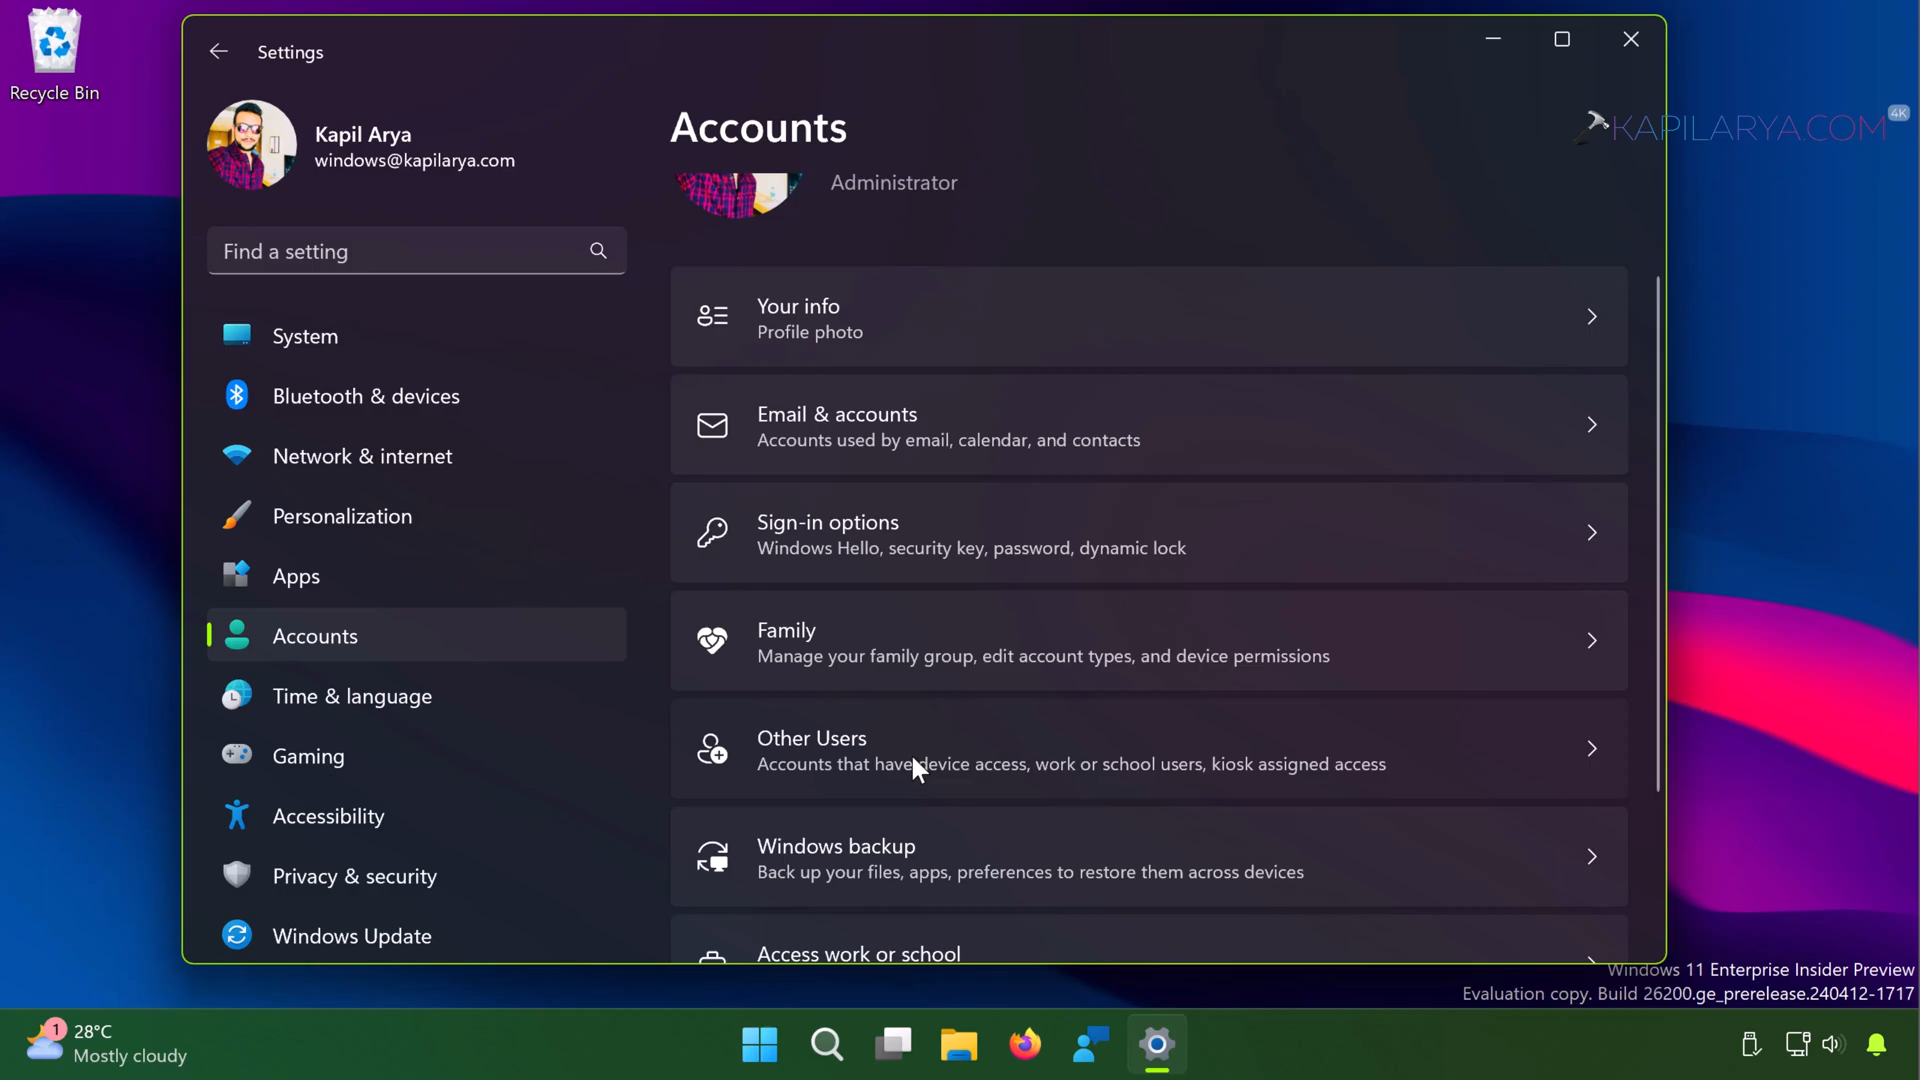 Recycle Bin
Settings
Kapil Arya
windows@kapilarya.com
Find a setting
System
Bluetooth & devices
Network & internet
Personalization
Apps
Accounts
Time & language
Gaming
Accessibility
Privacy & security
Windows Update
Accounts
Administrator
Your info
Profile photo
Email & accounts
Accounts used by email, calendar, and contacts
Sign-in options
Windows Hello, security key, password, dynamic lock
Family
Manage your family group, edit account types, and device permissions
Other Users
Accounts that have device access, work or school users, kiosk assigned access
Windows backup
Back up your files, apps, preferences to restore them across devices
Access work or school
KAPILARYA.COM
4K
Windows 11 Enterprise Insider Preview
Evaluation copy. Build 26200.ge_prerelease.240412-1717
1
28°C
Mostly cloudy